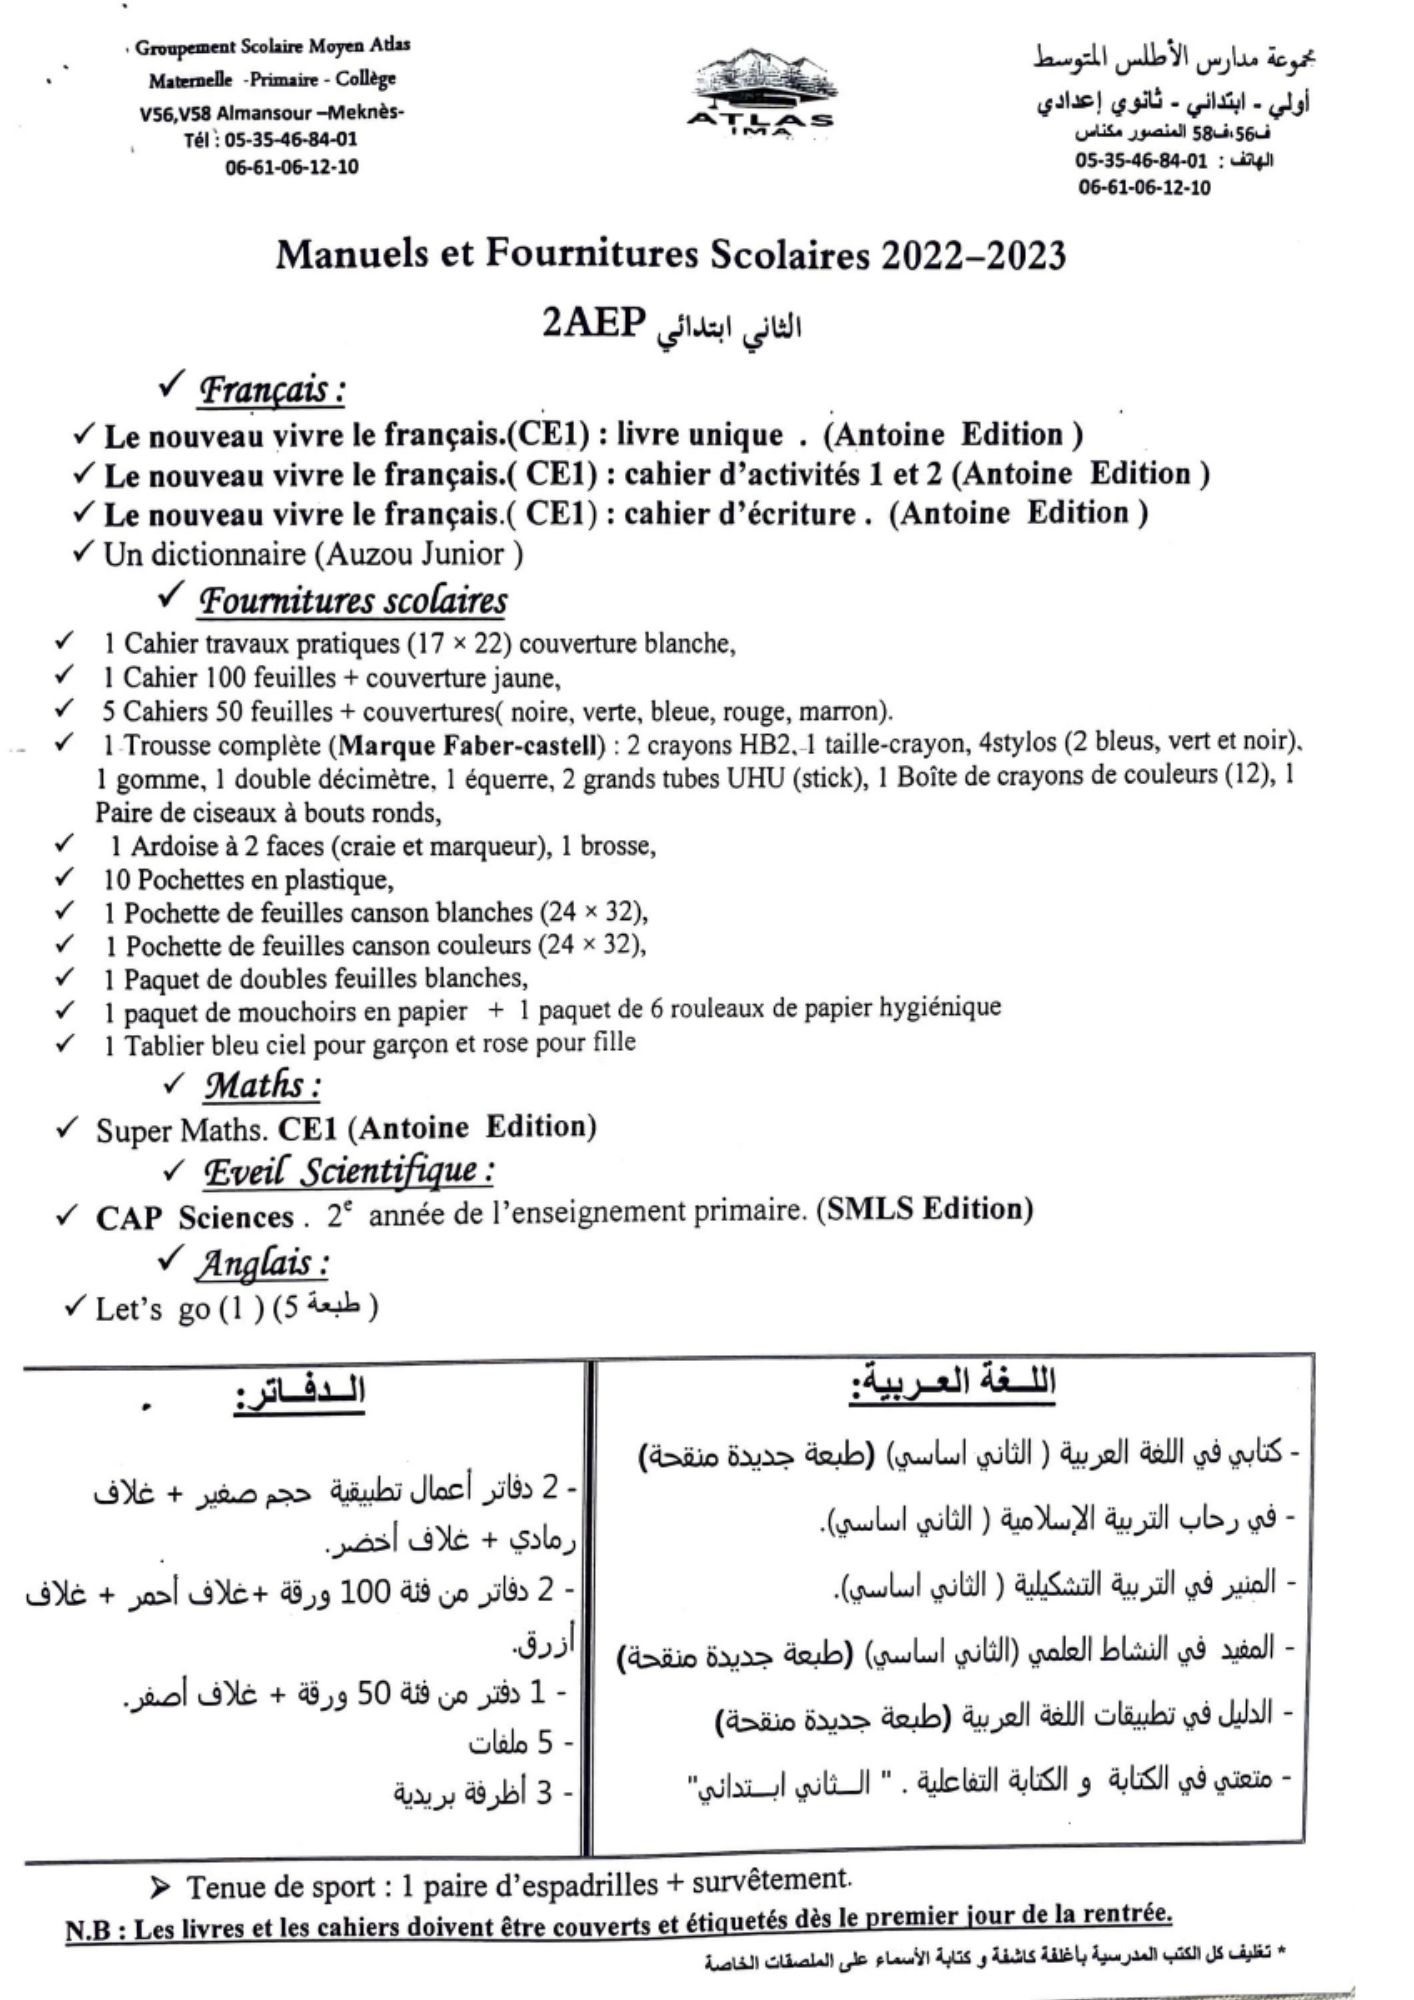 Groupement Scolaire Moyen Atlas
Maternelle -Primaire - Collège
V56,V58 Almansour –Meknès-
Tél : 05-35-46-84-01
06-61-06-12-10
ATLAS
IMA
مجموعة مدارس الأطلس المتوسط
أولي - ابتدائي - ثانوي إعدادي
ف56،ف58 المنصور مكناس
الهاتف : 05-35-46-84-01
06-61-06-12-10
Manuels et Fournitures Scolaires 2022–2023
2AEP الثاني ابتدائي
✓ Français :
✓ Le nouveau vivre le français.(CE1) : livre unique . (Antoine Edition )
✓ Le nouveau vivre le français.( CE1) : cahier d’activités 1 et 2 (Antoine Edition )
✓ Le nouveau vivre le français.( CE1) : cahier d’écriture . (Antoine Edition )
✓ Un dictionnaire (Auzou Junior )
✓ Fournitures scolaires
✓ 1 Cahier travaux pratiques (17 × 22) couverture blanche,
✓ 1 Cahier 100 feuilles + couverture jaune,
✓ 5 Cahiers 50 feuilles + couvertures( noire, verte, bleue, rouge, marron).
✓ 1 Trousse complète (Marque Faber-castell) : 2 crayons HB2, 1 taille-crayon, 4stylos (2 bleus, vert et noir),
1 gomme, 1 double décimètre, 1 équerre, 2 grands tubes UHU (stick), 1 Boîte de crayons de couleurs (12), 1
Paire de ciseaux à bouts ronds,
✓ 1 Ardoise à 2 faces (craie et marqueur), 1 brosse,
✓ 10 Pochettes en plastique,
✓ 1 Pochette de feuilles canson blanches (24 × 32),
✓ 1 Pochette de feuilles canson couleurs (24 × 32),
✓ 1 Paquet de doubles feuilles blanches,
✓ 1 paquet de mouchoirs en papier + 1 paquet de 6 rouleaux de papier hygiénique
✓ 1 Tablier bleu ciel pour garçon et rose pour fille
✓ Maths :
✓ Super Maths. CE1 (Antoine Edition)
✓ Eveil Scientifique :
✓ CAP Sciences . 2e année de l’enseignement primaire. (SMLS Edition)
✓ Anglais :
✓ Let’s go (1 ) (5 طبعة )
اللــغة العـربية:
- كتابي في اللغة العربية ( الثاني اساسي) (طبعة جديدة منقحة)
- في رحاب التربية الإسلامية ( الثاني اساسي).
- المنير في التربية التشكيلية ( الثاني اساسي).
- المفيد في النشاط العلمي (الثاني اساسي) (طبعة جديدة منقحة)
- الدليل في تطبيقات اللغة العربية (طبعة جديدة منقحة)
- متعتي في الكتابة و الكتابة التفاعلية . " الــثاني ابــتدائي"
الـدفـاتر:
- 2 دفاتر أعمال تطبيقية حجم صغير + غلاف
رمادي + غلاف أخضر.
- 2 دفاتر من فئة 100 ورقة +غلاف أحمر + غلاف
أزرق.
- 1 دفتر من فئة 50 ورقة + غلاف أصفر.
- 5 ملفات
- 3 أظرفة بريدية
➢ Tenue de sport : 1 paire d’espadrilles + survêtement.
N.B : Les livres et les cahiers doivent être couverts et étiquetés dès le premier jour de la rentrée.
* تغليف كل الكتب المدرسية بأغلفة كاشفة و كتابة الأسماء على الملصقات الخاصة